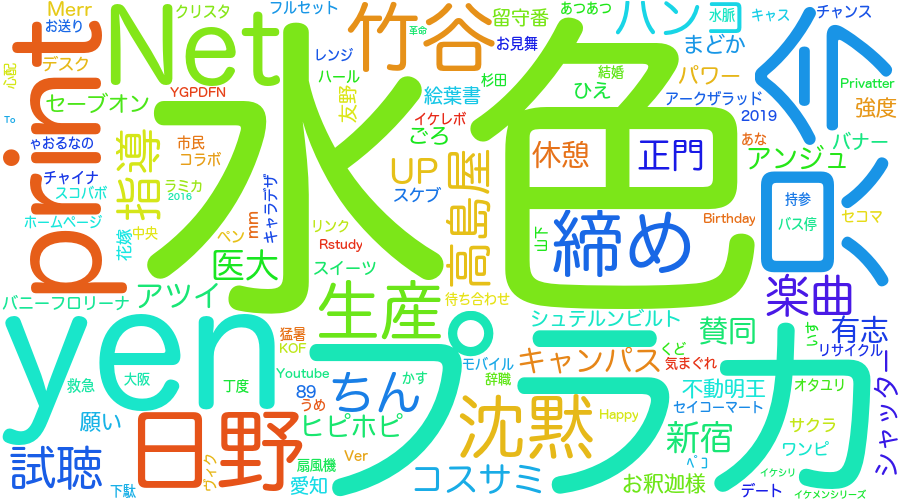 Merr
クリスタ
フルセット
あつあつ
水脈
キャス
チャンス
お送り
Net
竹谷
革命
留守番
ハンコ
今日
心配
デスク
レンジ
お見舞
まどか
print
YGPDFN
ハール
杉田
結婚
パワー
Privatter
セーブオン
友野
絵葉書
ひえ
アークザラッド
強度
To
水色
イケレボ
2019
ゃおるなの
指導
市民
ごろ
休憩
正門
あな
バナー
コラボ
アンジュ
チャイナ
ラミカ
キャラデザ
UP
高島屋
スコバボ
2016
スケブ
持参
ホームページ
中央
ペン
mm
リンク
Birthday
バス停
セコマ
花嫁
Rstudy
山下
締め
医大
スイーツ
アツイ
生産
待ち合わせ
楽曲
バニーフロリーナ
シュテルンビルト
賛同
いす
有志
yen
猛暑
KOF
プラカ
モバイル
キャンパス
くど
気まぐれ
リサイクル
救急
大阪
丁度
Youtube
89
ちん
かす
辞職
不動明王
オタユリ
シャッター
願い
日野
うめ
ヒピホピ
沈黙
Happy
セイコーマート
サクラ
試聴
ヴィク
Ver
新宿
ワンピ
扇風機
ペコ
イケシリ
下駄
愛知
コスサミ
お釈迦様
デート
イケメンシリーズ